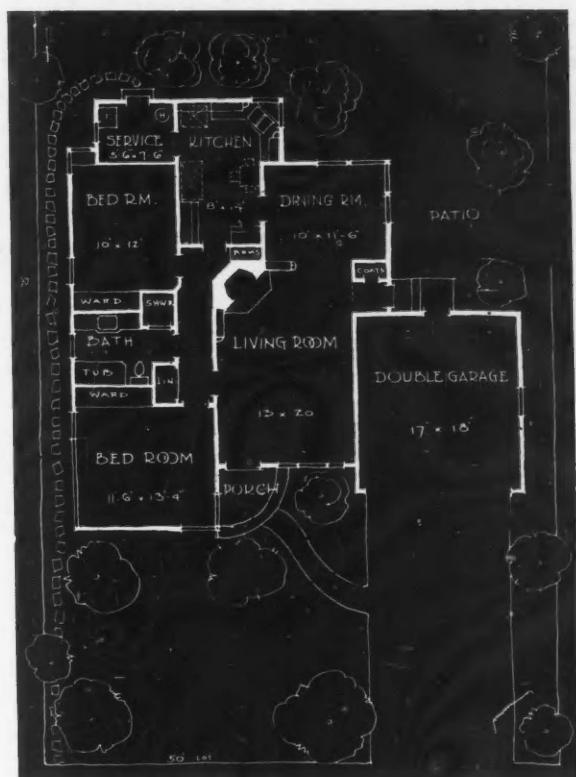 SERVICE
5'6"×7'6"
KITCHEN
8' × 14'
BED RM.
10' × 12'
DINING RM.
10' × 11'-6"
PATIO
COATS
WARD
SHWR
BATH
TUB
LIN
WARD
LIVING ROOM
13 × 20
DOUBLE GARAGE
17' × 18'
BED ROOM
11'-6" × 13'-4"
PORCH
50' LOT